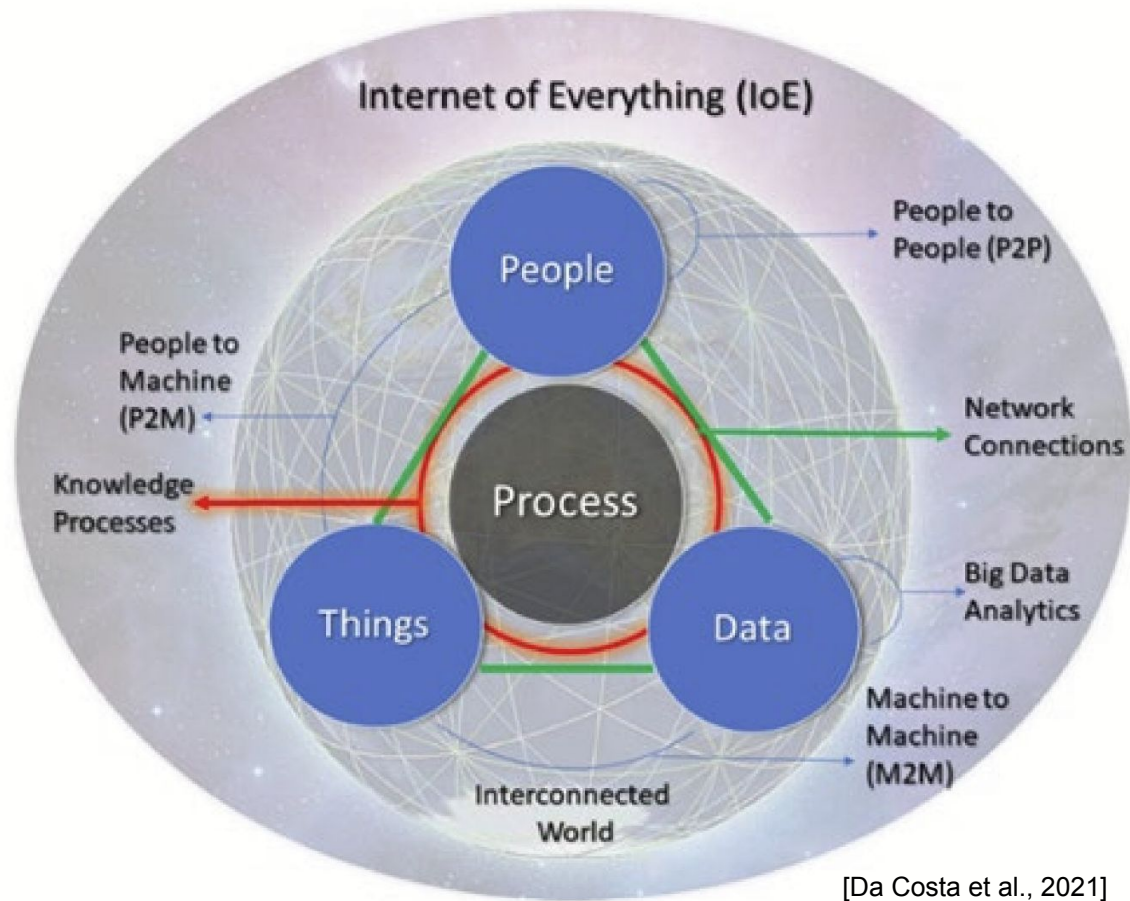 Internet of Everything (IoE)
People
People to
People (P2P)
People to
Machine
(P2M)
Network
Connections
Knowledge
Processes
Process
Things
Data
Big Data
Analytics
Machine to
Machine
(M2M)
Interconnected
World
[Da Costa et al., 2021]